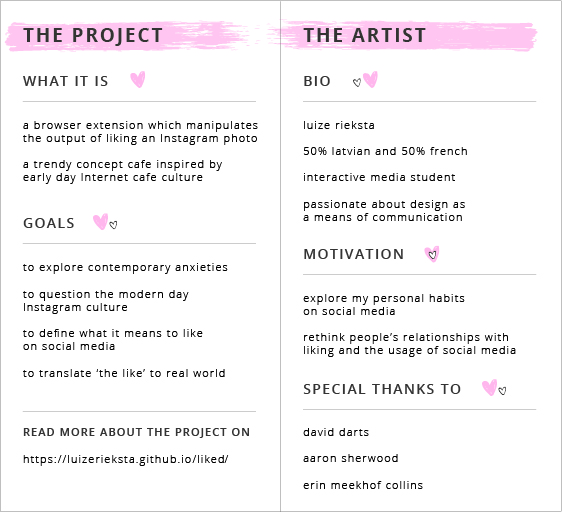 THE PROJECT
WHAT IT IS
a browser extension which manipulates
the output of liking an Instagram photo
a trendy concept cafe inspired by
early day Internet cafe culture
GOALS
to explore contemporary anxieties
to question the modern day
Instagram culture
to define what it means to like
on social media
to translate ‘the like’ to real world
READ MORE ABOUT THE PROJECT ON
https://luizerieksta.github.io/liked/
THE ARTIST
BIO
luize rieksta
50% latvian and 50% french
interactive media student
passionate about design as
a means of communication
MOTIVATION
explore my personal habits
on social media
rethink people’s relationships with
liking and the usage of social media
SPECIAL THANKS TO
david darts
aaron sherwood
erin meekhof collins